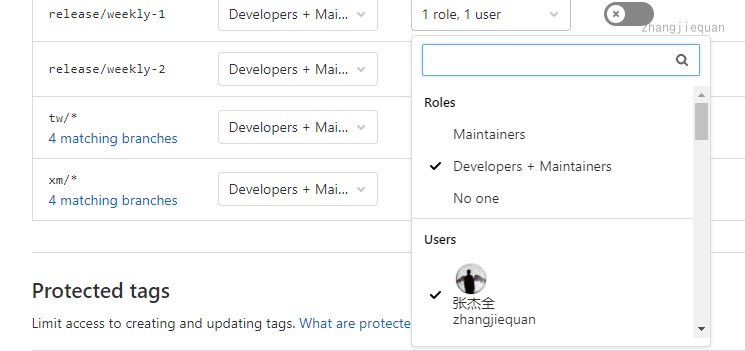 release/weekly-1
Developers + Mai...
1 role, 1 user
zhangjiequan
release/weekly-2
Developers + Mai...
Roles
Maintainers
tw/*
4 matching branches
Developers + Mai...
Developers + Maintainers
No one
xm/*
4 matching branches
Developers + Mai...
Users
张杰全
zhangjiequan
Protected tags
Limit access to creating and updating tags. What are protecte